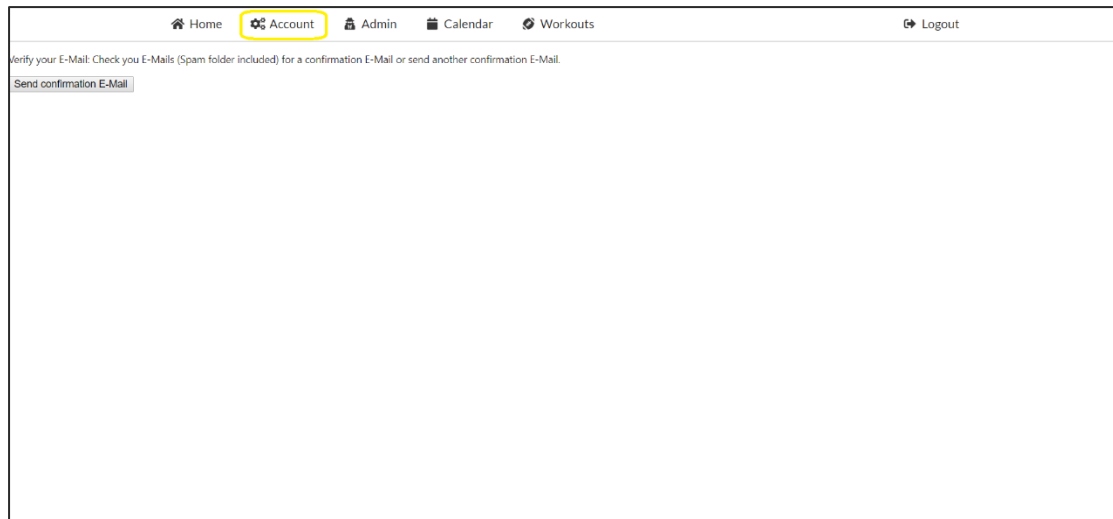 Home Account Admin Calendar Workouts Logout
Verify your E-Mail: Check you E-Mails (Spam folder included) for a confirmation E-Mail or send another confirmation E-Mail.
Send confirmation E-Mail